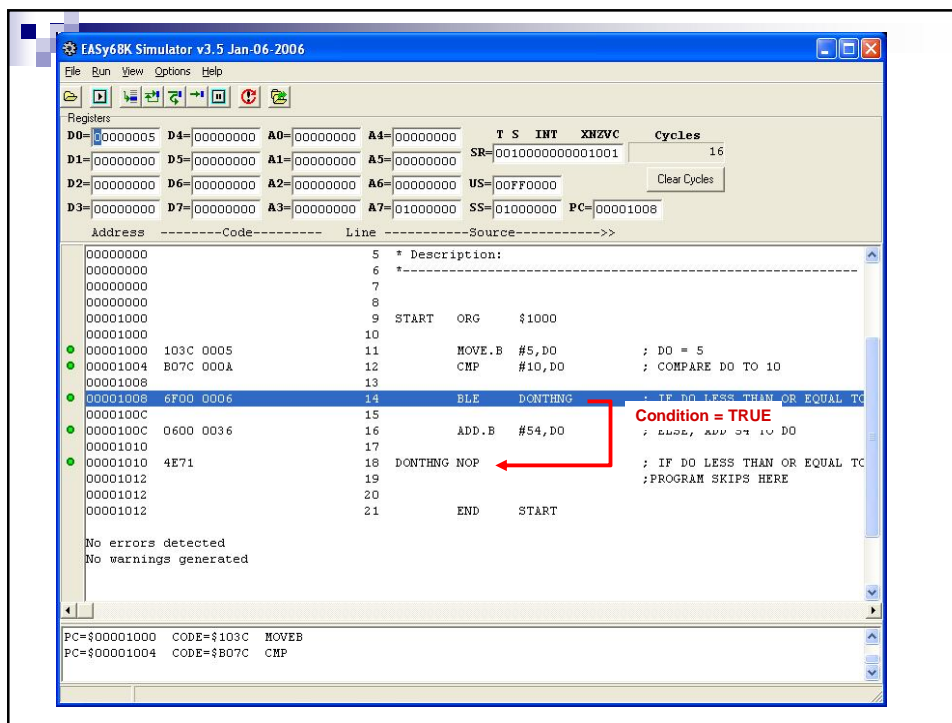 EASy68K Simulator v3.5 Jan-06-2006
File Run View Options Help
Registers
D0= 00000005 D4= 00000000 A0= 00000000 A4= 00000000 T S INT XNZVC Cycles
D1= 00000000 D5= 00000000 A1= 00000000 A5= 00000000 SR= 0010000000001001 16
D2= 00000000 D6= 00000000 A2= 00000000 A6= 00000000 US= 00FF0000 Clear Cycles
D3= 00000000 D7= 00000000 A3= 00000000 A7= 01000000 SS= 01000000 PC= 00001008
Address --------Code--------- Line ------------Source----------->>
00000000 5 * Description:
00000000 6 *-----------------------------------------------------------
00000000 7
00000000 8
00001000 9 START ORG $1000
00001000 10
00001000 103C 0005 11 MOVE.B #5,D0 ; D0 = 5
00001004 B07C 000A 12 CMP #10,D0 ; COMPARE D0 TO 10
00001008 13
00001008 6F00 0006 14 BLE DONTHNG ; IF D0 LESS THAN OR EQUAL TO
Condition = TRUE
0000100C 15
0000100C 0600 0036 16 ADD.B #54,D0 ; ELSE, ADD 54 TO D0
00001010 17
00001010 4E71 18 DONTHNG NOP ; IF D0 LESS THAN OR EQUAL TO
00001012 19 ;PROGRAM SKIPS HERE
00001012 20
00001012 21 END START
No errors detected
No warnings generated
PC=$00001000 CODE=$103C MOVEB
PC=$00001004 CODE=$B07C CMP